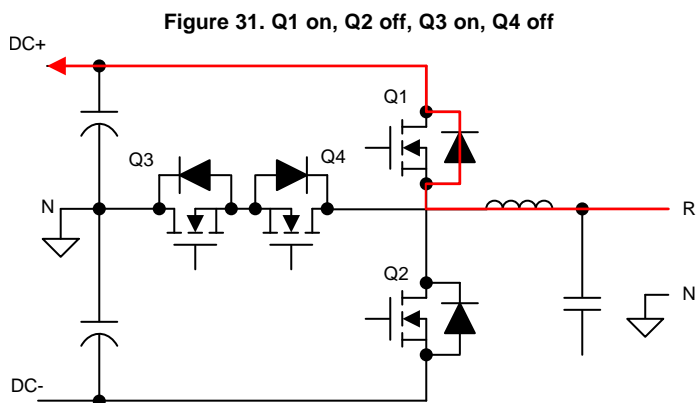 Figure 31. Q1 on, Q2 off, Q3 on, Q4 off
DC+
Q1
Q3
Q4
N
R
Q2
N
DC-